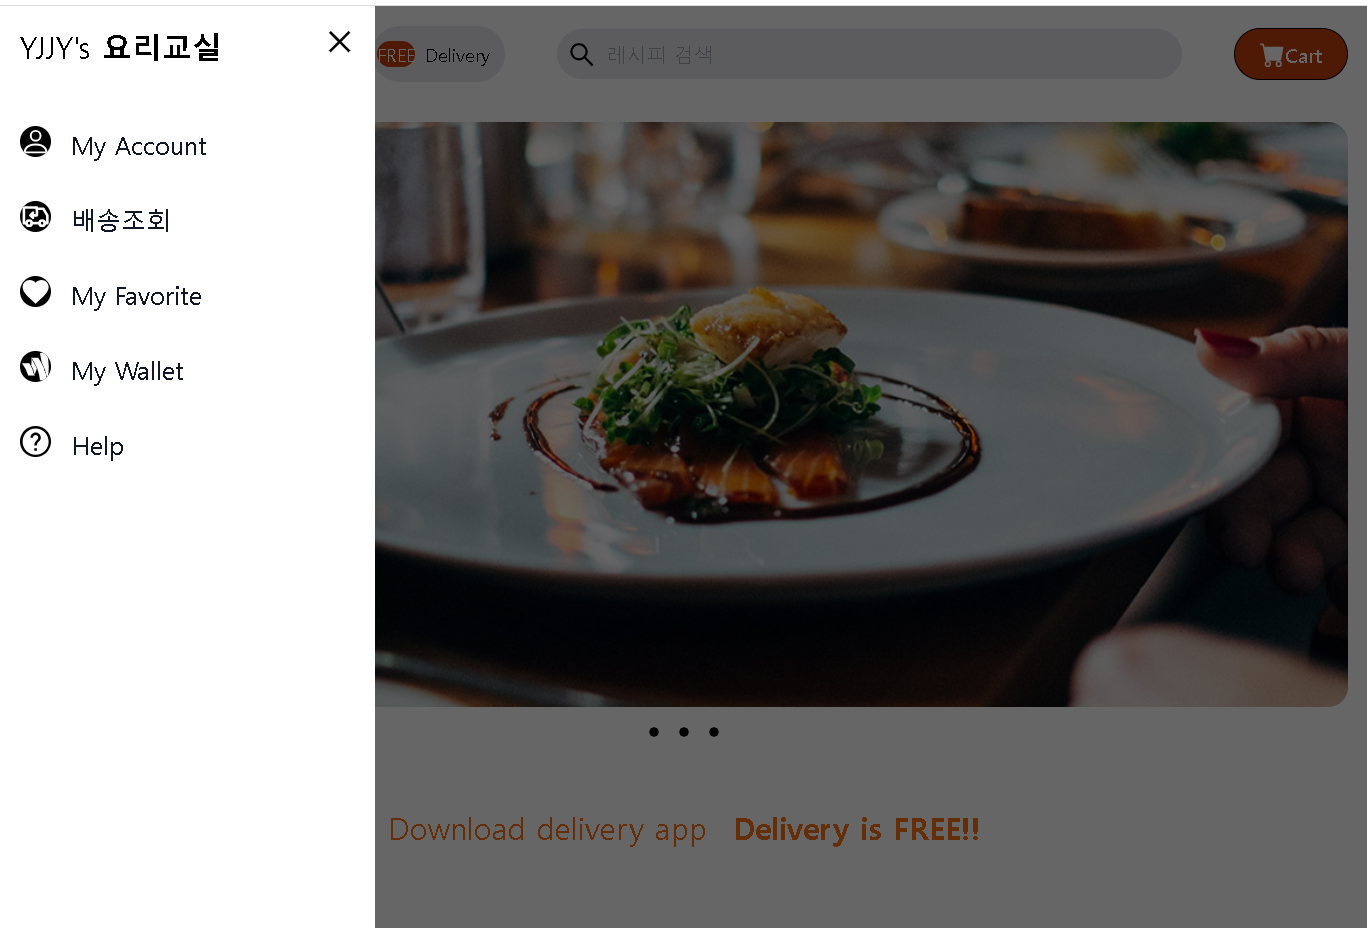 YJJY's 요리교실
FREE Delivery
레시피 검색
Cart
My Account
배송조회
My Favorite
My Wallet
Help
Download delivery app Delivery is FREE!!